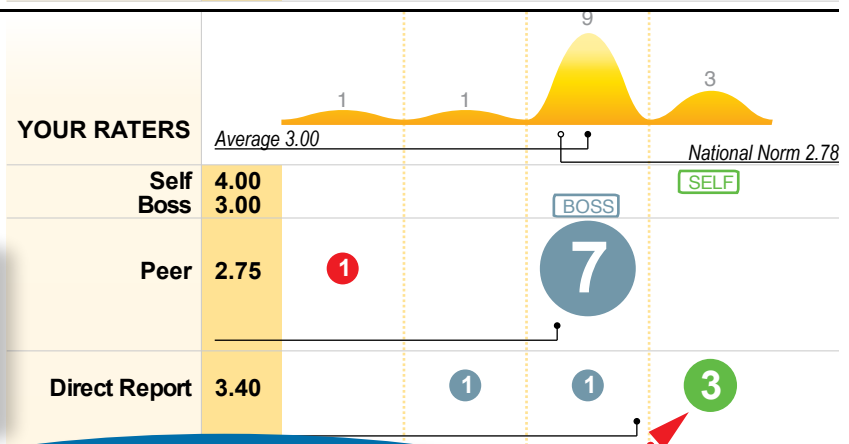 9
1 1 3
YOUR RATERS
Average 3.00
National Norm 2.78
Self 4.00 SELF
Boss 3.00 BOSS
Peer 2.75 1 7
Direct Report 3.40 1 1 3